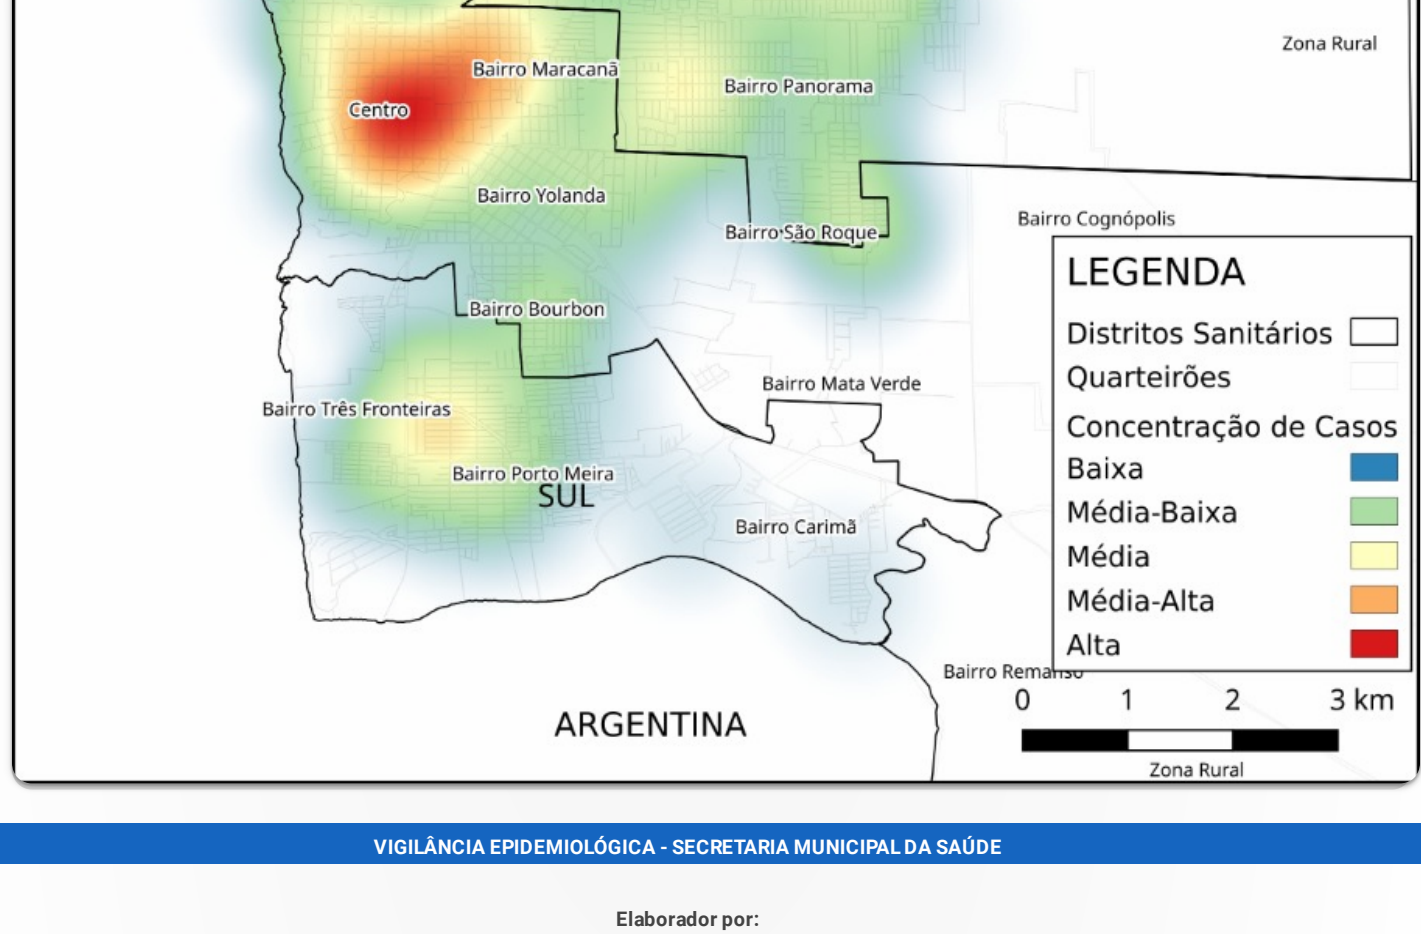 Zona Rural
Bairro Maracanã
Bairro Panorama
Centro
Bairro Yolanda
Bairro Cognópolis
Bairro São Roque
LEGENDA
Distritos Sanitários
Quarteirões
Concentração de Casos
Baixa
Média-Baixa
Média
Média-Alta
Alta
Bairro Bourbon
Bairro Mata Verde
Bairro Três Fronteiras
Bairro Porto Meira
SUL
Bairro Carimã
Bairro Remanso
0 1 2 3 km
ARGENTINA
Zona Rural
VIGILÂNCIA EPIDEMIOLÓGICA - SECRETARIA MUNICIPAL DA SAÚDE
Elaborador por: